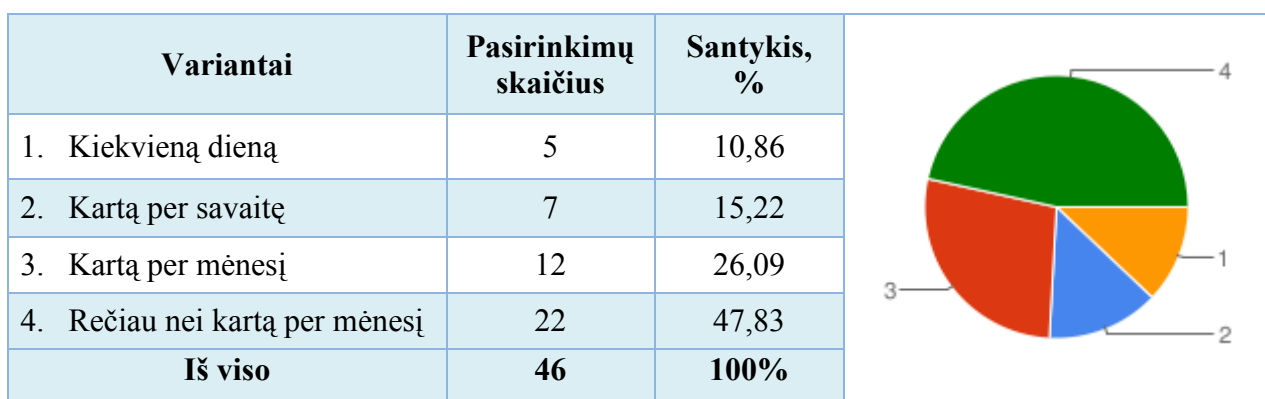 Variantai Pasirinkimų skaičius Santykis, %
1. Kiekvieną dieną 5 10,86
2. Kartą per savaitę 7 15,22
3. Kartą per mėnesį 12 26,09
4. Rečiau nei kartą per mėnesį 22 47,83
Iš viso 46 100%
4
1
3
2